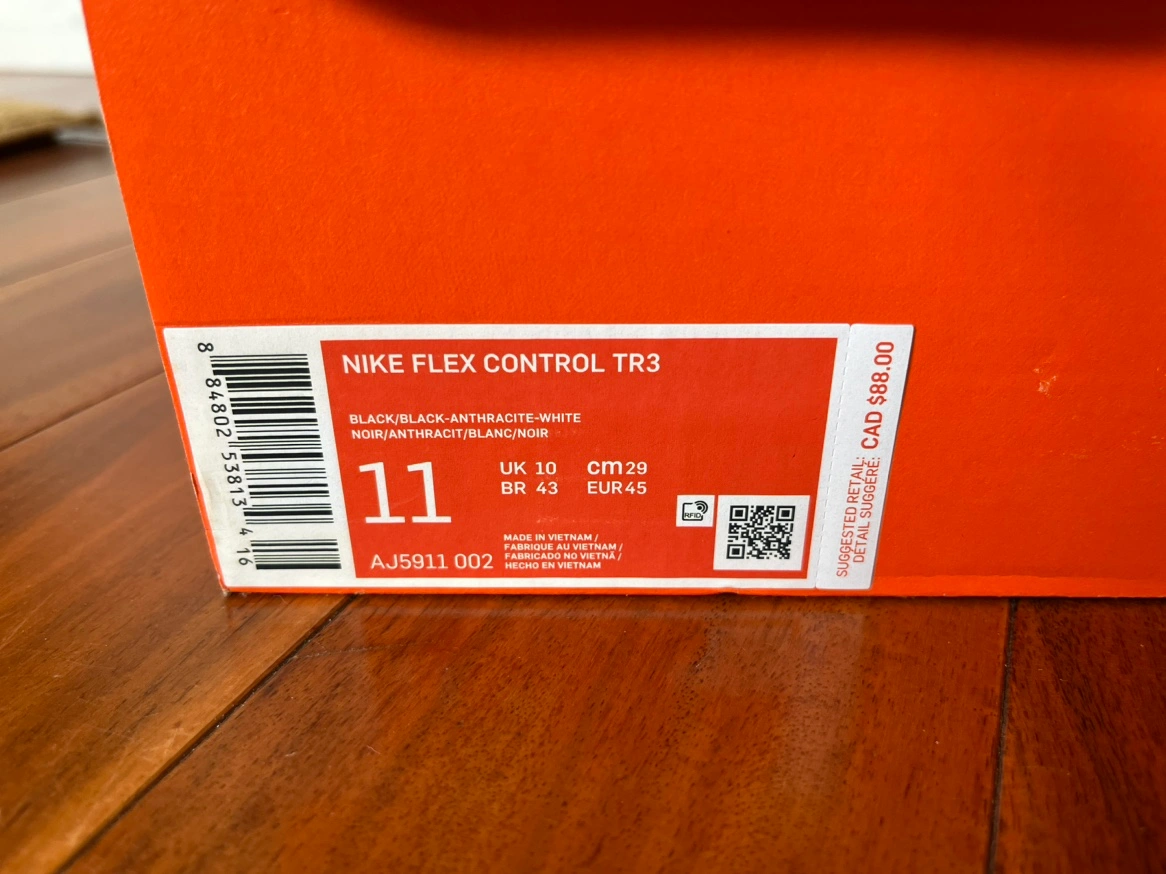 8 84802 53813 4 16
NIKE FLEX CONTROL TR3
BLACK/BLACK-ANTHRACITE-WHITE
NOIR/ANTHRACIT/BLANC/NOIR
11
UK 10 cm 29
BR 43 EUR 45
AJ5911 002
MADE IN VIETNAM /
FABRIQUE AU VIETNAM /
FABRICADO NO VIETNÃ /
HECHO EN VIETNAM
RFID
SUGGESTED RETAIL:
DETAIL SUGGÉRÉ: CAD $88.00